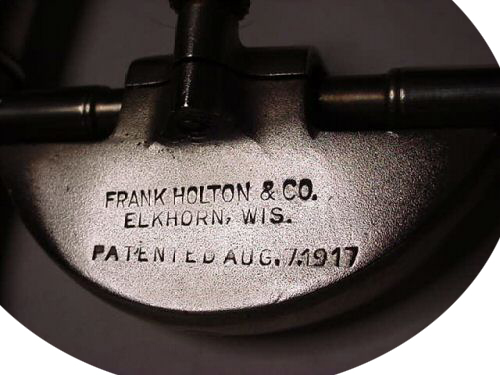 FRANK HOLTON & CO.
ELKHORN, WIS.
PATENTED AUG. 7.1917